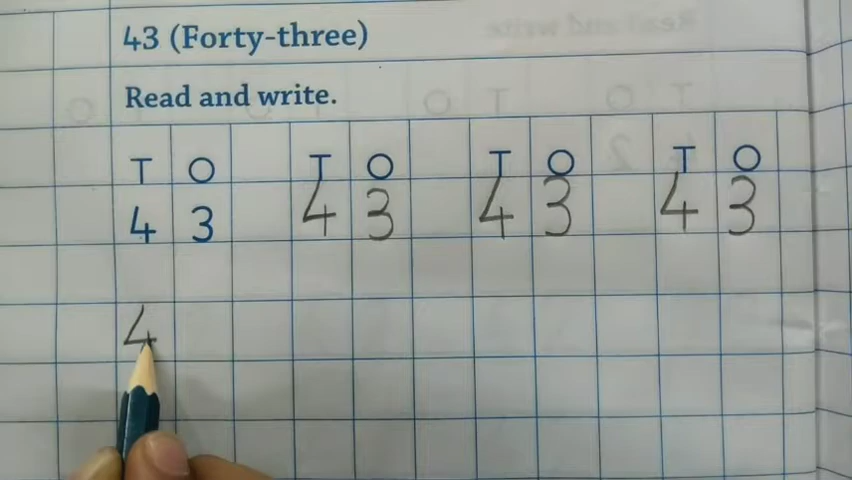 43 (Forty-three)
Read and write.
T O T O T O T O
4 3 4 3 4 3 4 3
4